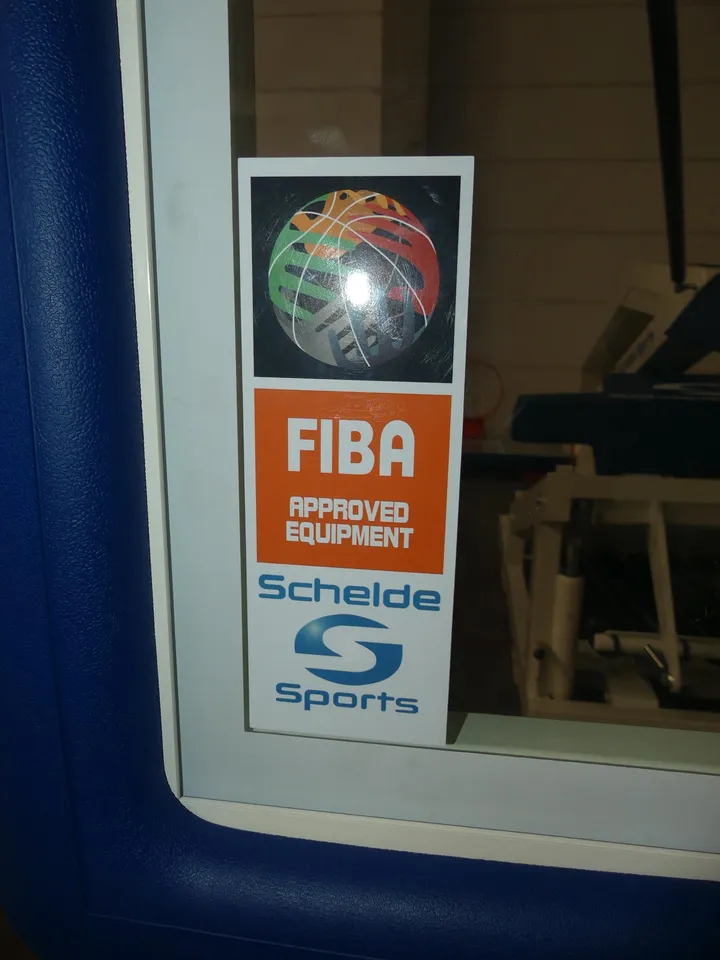 FIBA
APPROVED
EQUIPMENT
Schelde
Sports